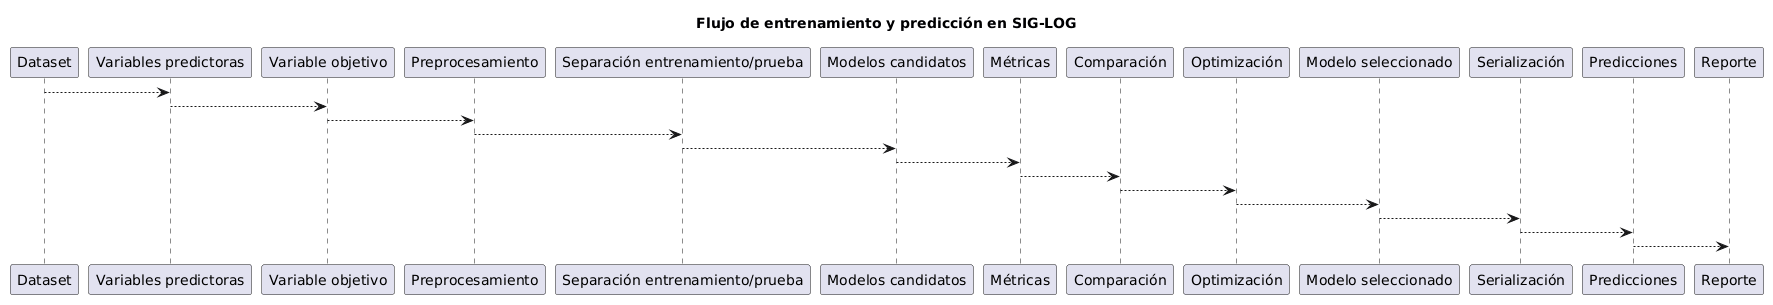 Flujo de entrenamiento y predicción en SIG-LOG
Dataset Variables predictoras Variable objetivo Preprocesamiento Separación entrenamiento/prueba Modelos candidatos Métricas Comparación Optimización Modelo seleccionado Serialización Predicciones Reporte
Dataset Variables predictoras Variable objetivo Preprocesamiento Separación entrenamiento/prueba Modelos candidatos Métricas Comparación Optimización Modelo seleccionado Serialización Predicciones Reporte